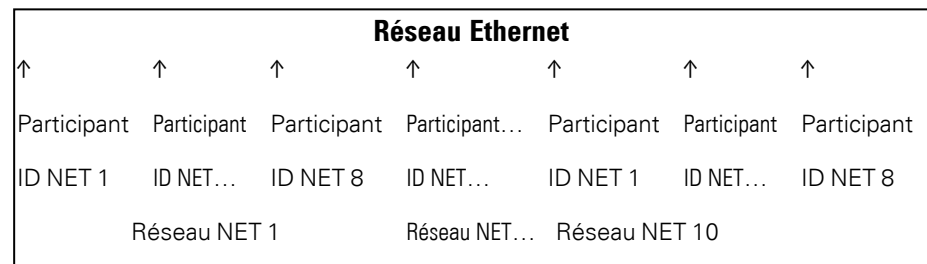 Réseau Ethernet
↑ ↑ ↑ ↑ ↑ ↑ ↑
Participant Participant Participant Participant… Participant Participant Participant
ID NET 1 ID NET… ID NET 8 ID NET… ID NET 1 ID NET… ID NET 8
Réseau NET 1 Réseau NET… Réseau NET 10